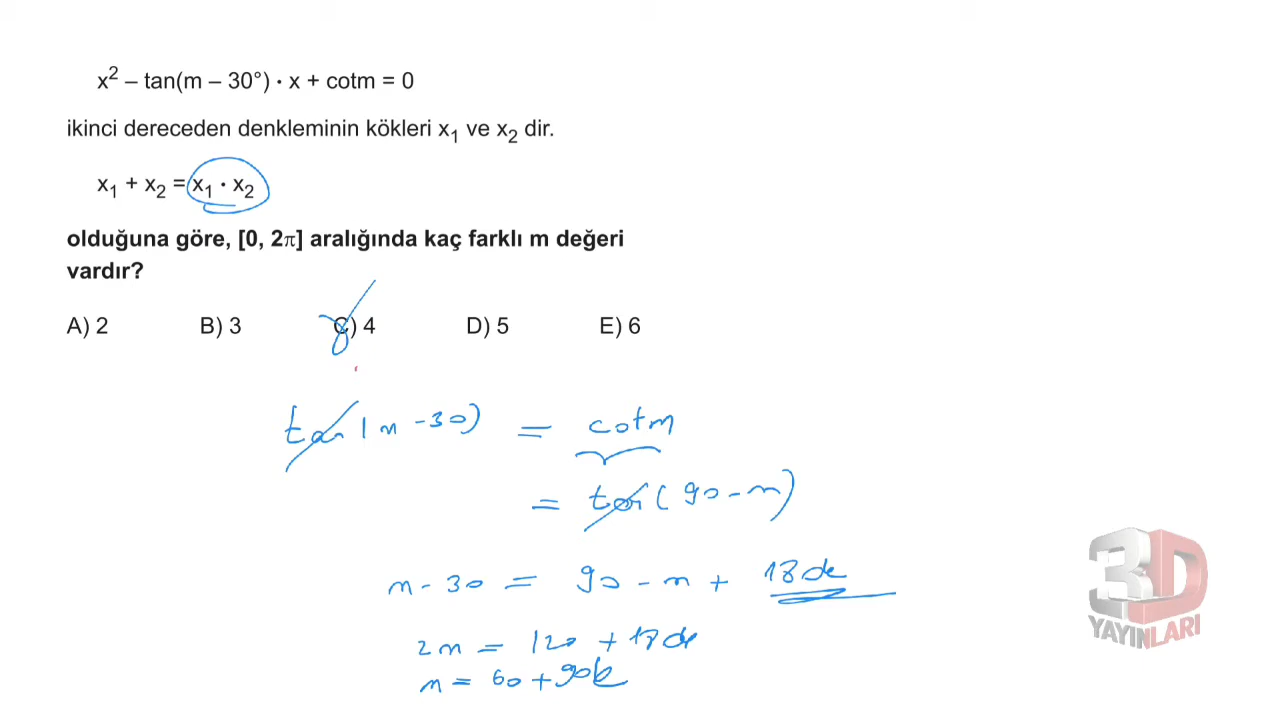 x² – tan(m – 30°) · x + cotm = 0
ikinci dereceden denkleminin kökleri x₁ ve x₂ dir.
x₁ + x₂ = x₁ · x₂
olduğuna göre, [0, 2π] aralığında kaç farklı m değeri
vardır?
A) 2 B) 3 C) 4 D) 5 E) 6
tan(m - 30) = cotm
= tan(90 - m)
m - 30 = 90 - m + 180k
2m = 120 + 180k
m = 60 + 90k
3D
YAYINLARI